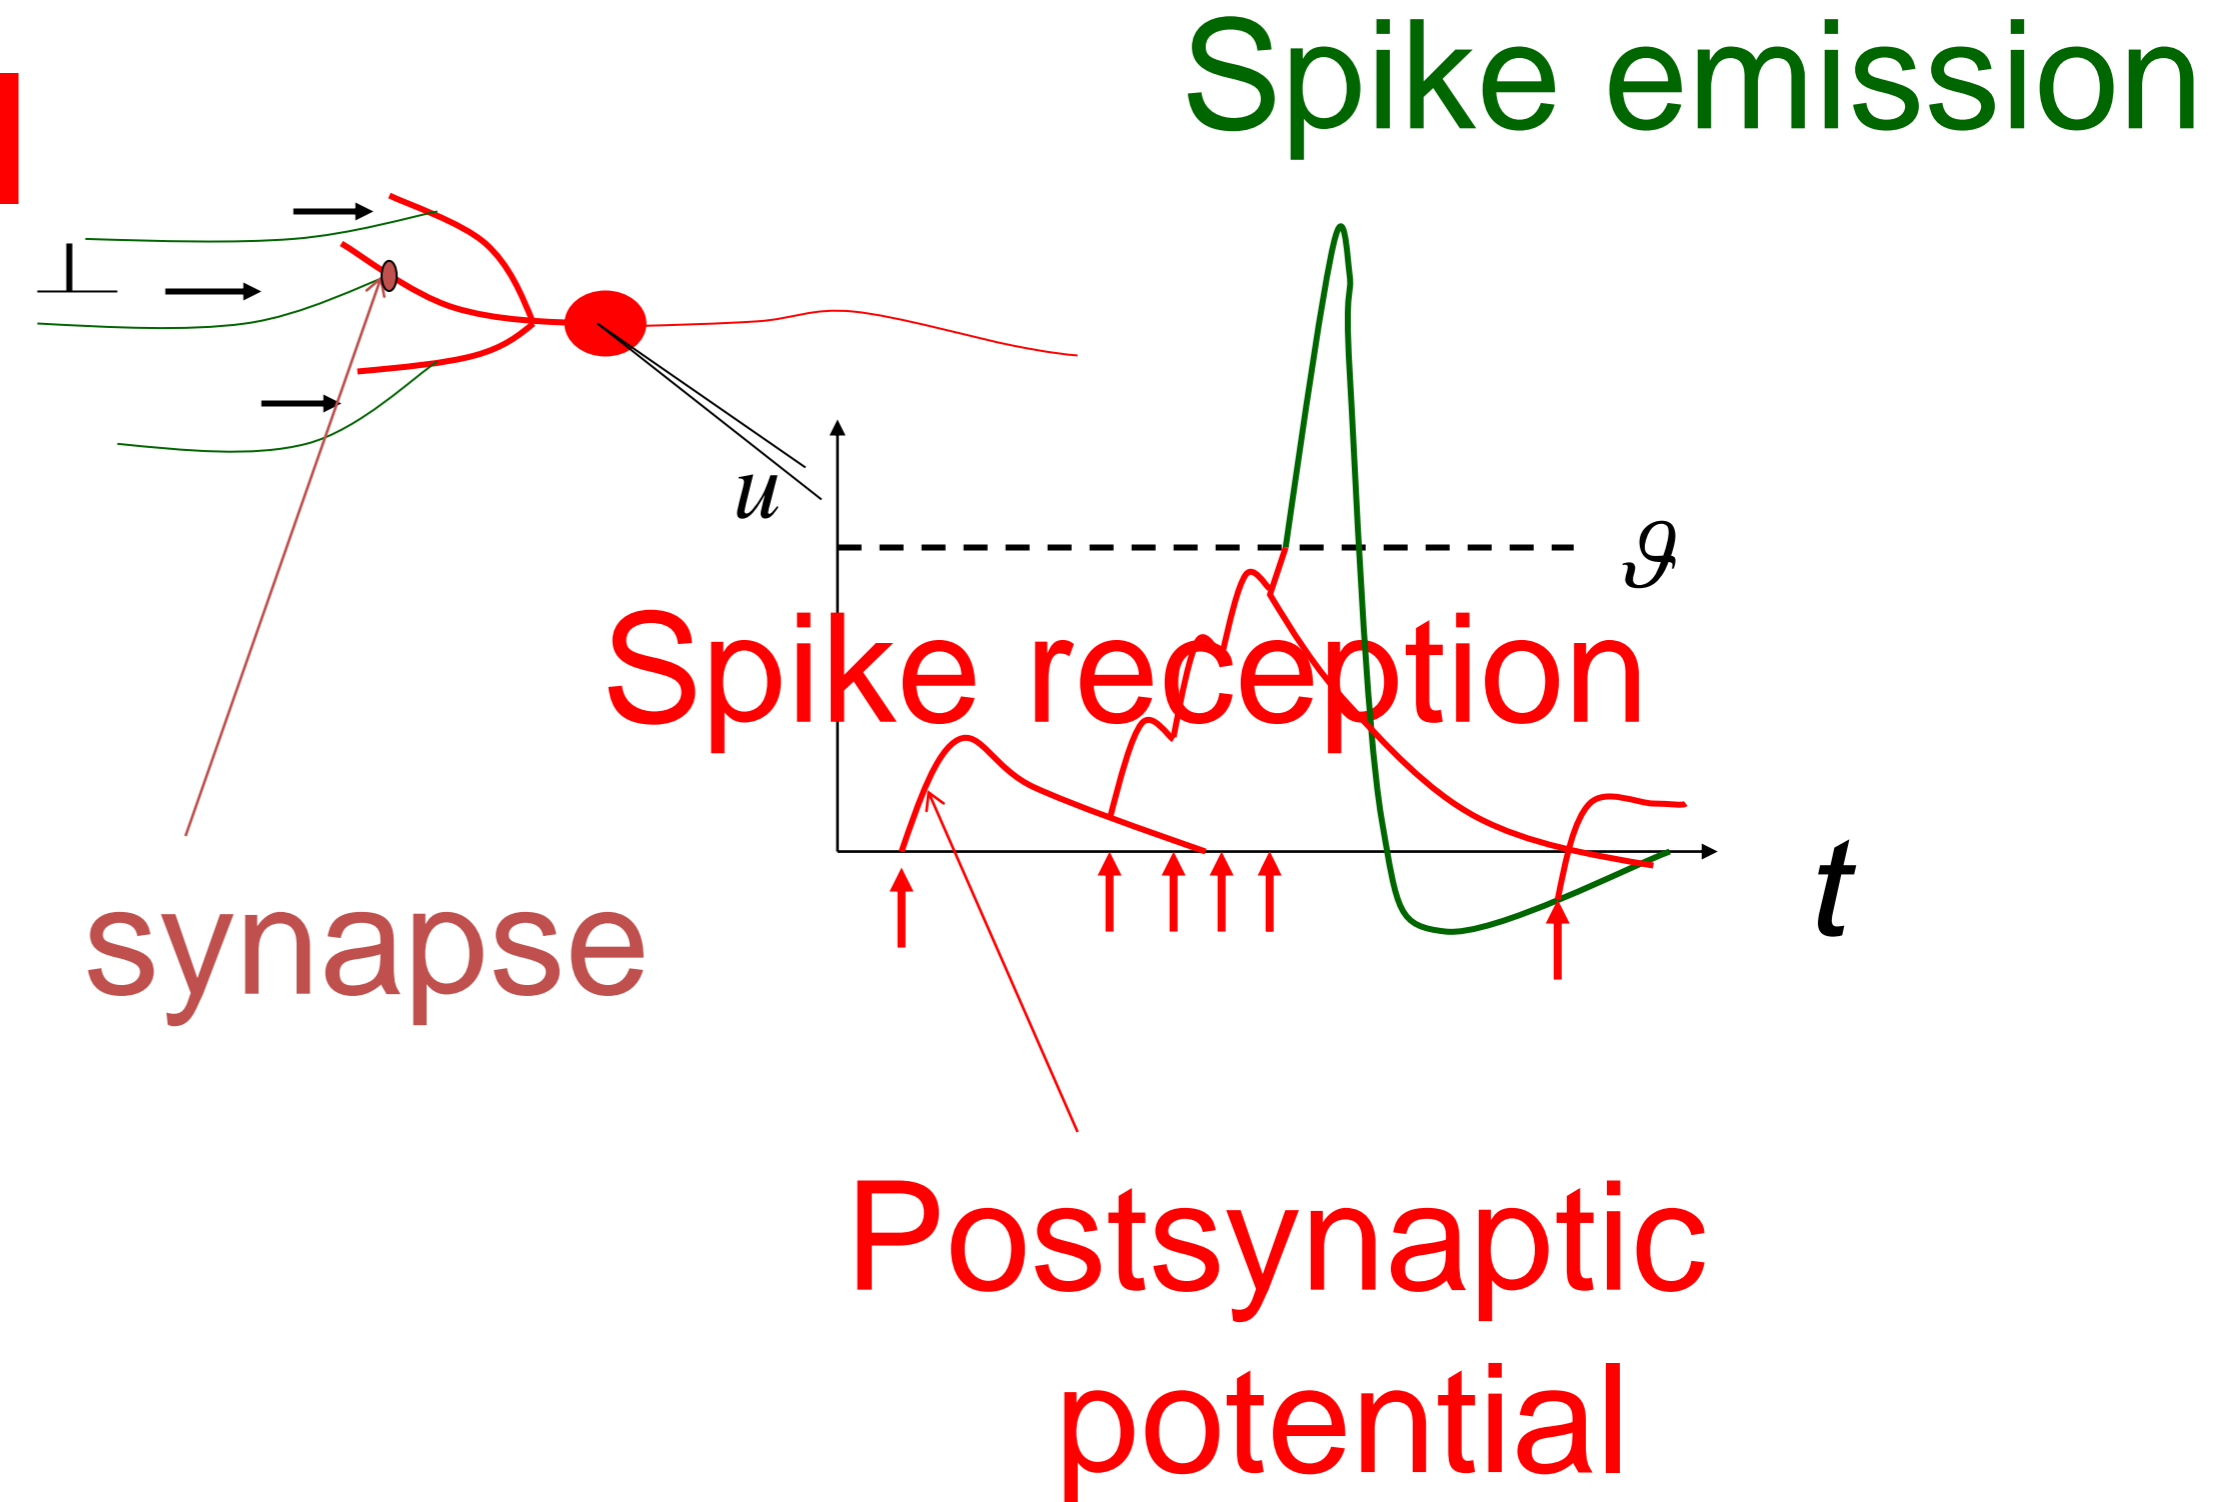 Spike emission
u
ϑ
Spike reception
t
synapse
Postsynaptic
potential